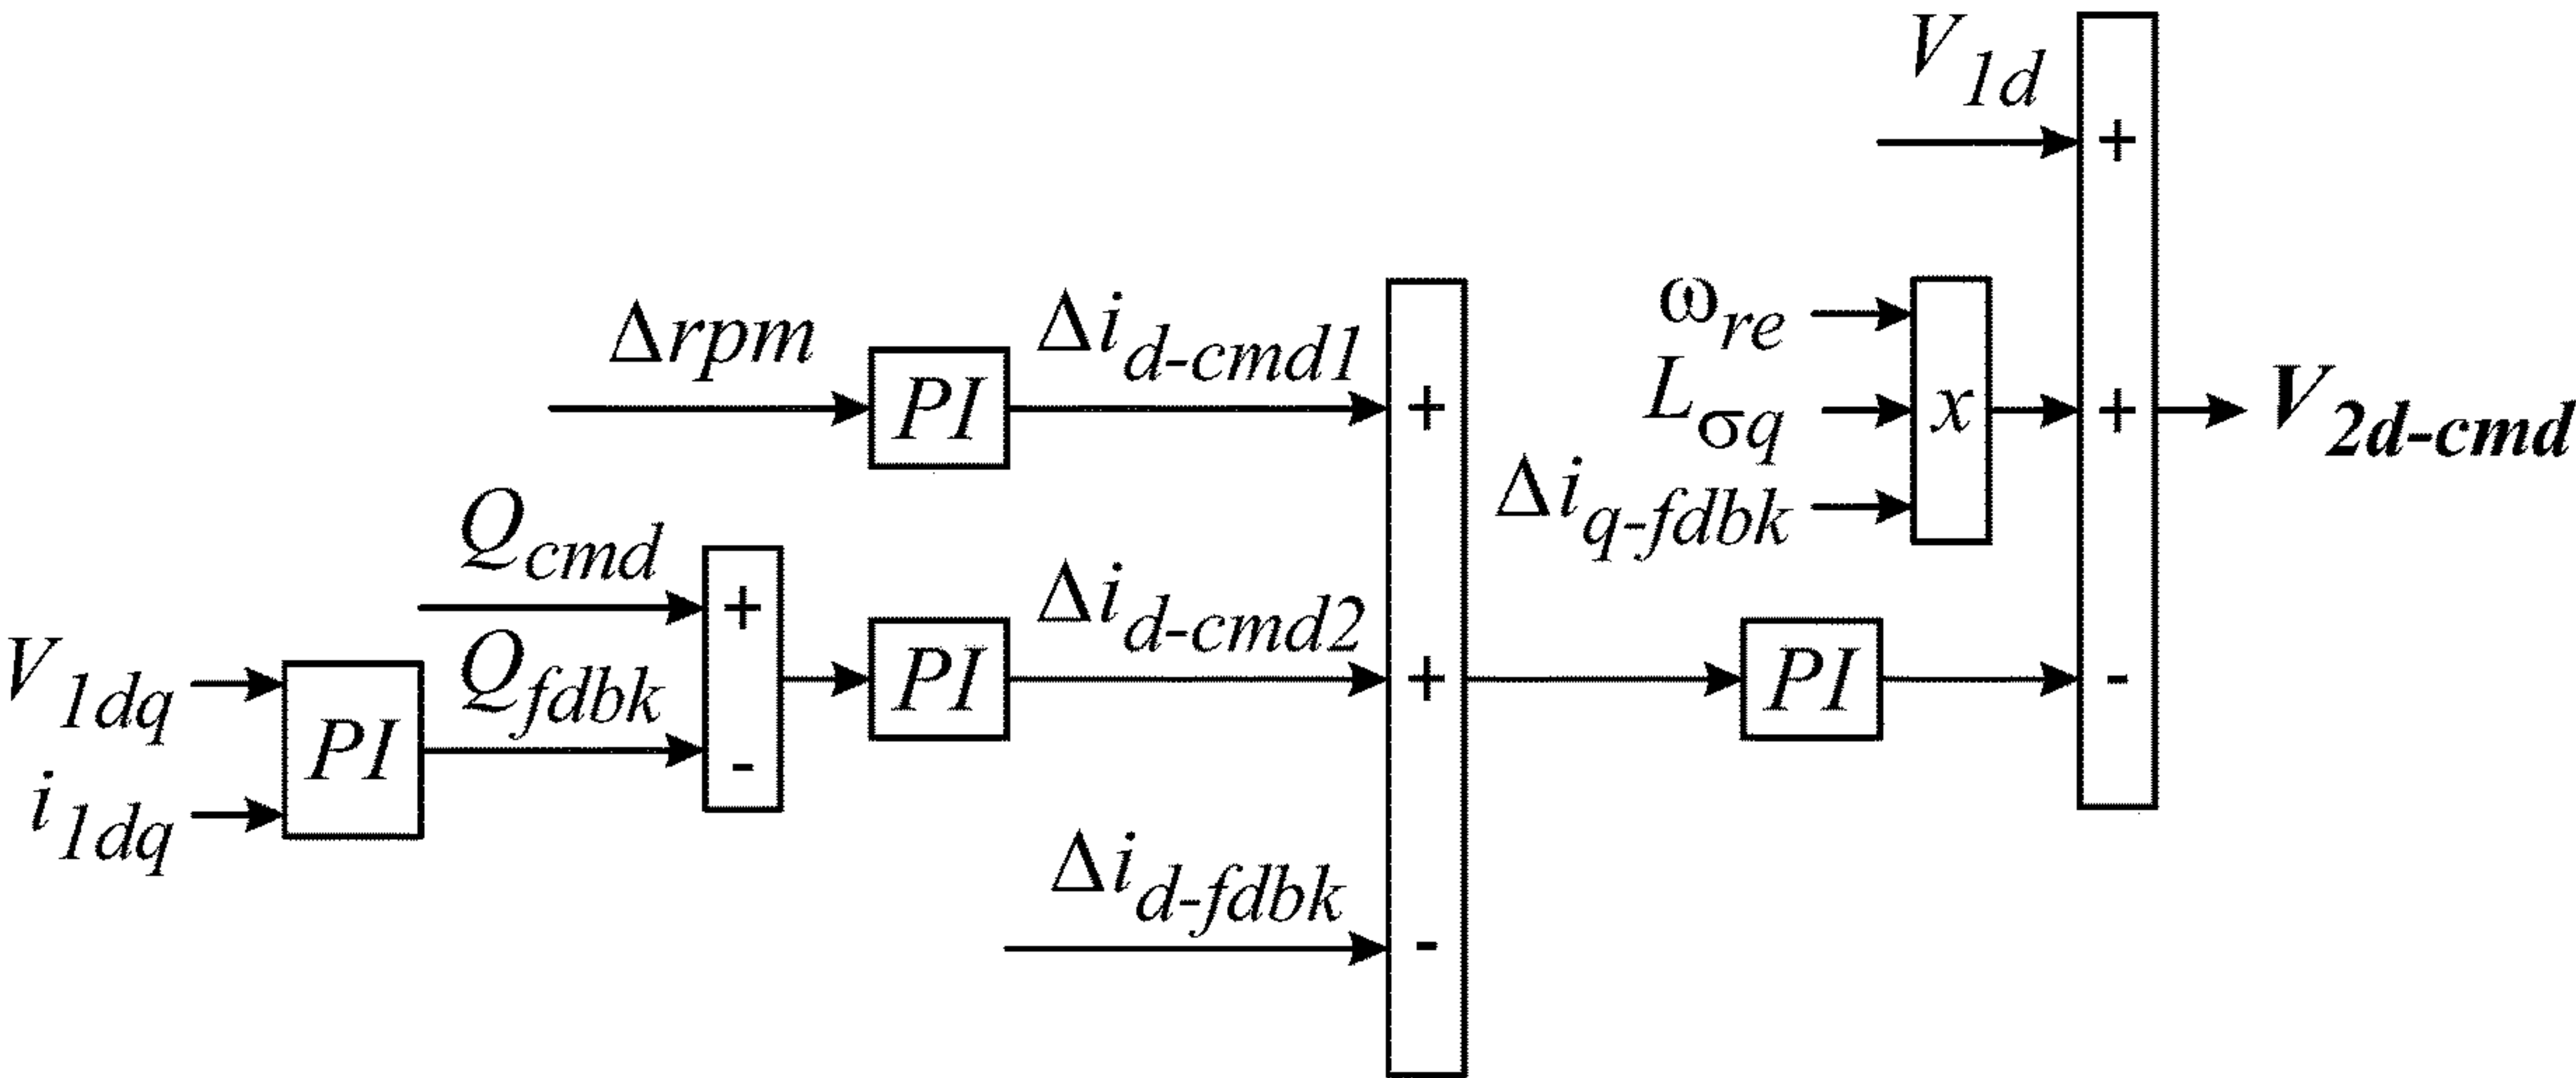 V1d
+
ωre
Δrpm
Δid-cmd1
Lσq
PI
+
x
+
V2d-cmd
Δiq-fdbk
Qcmd
+
Δid-cmd2
V1dq
Qfdbk
PI
+
PI
-
PI
-
i1dq
Δid-fdbk
-